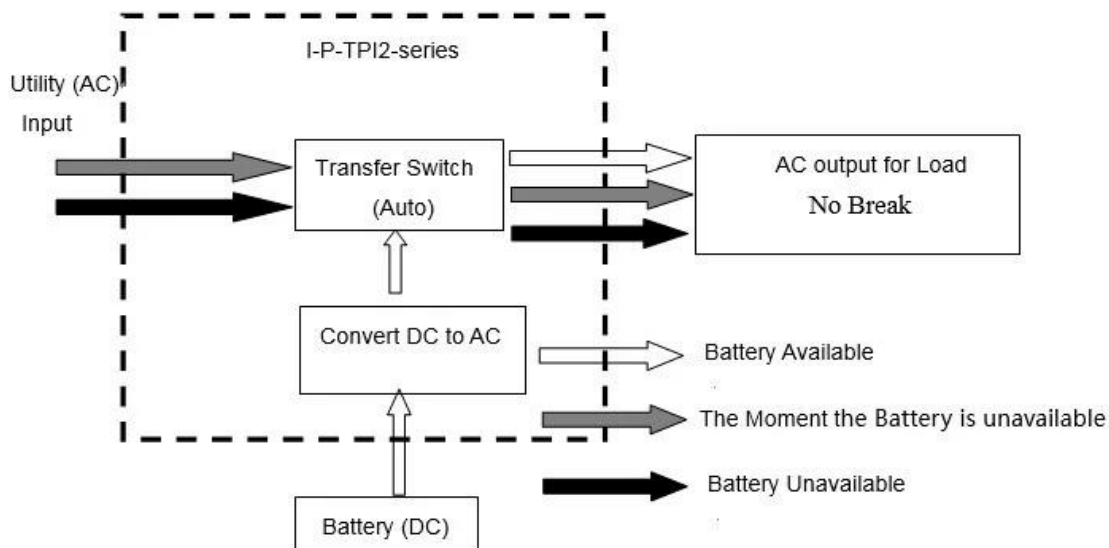 I-P-TPI2-series
Utility (AC)
Input
Transfer Switch
(Auto)
AC output for Load
No Break
Convert DC to AC
Battery Available
The Moment the Battery is unavailable
Battery Unavailable
Battery (DC)